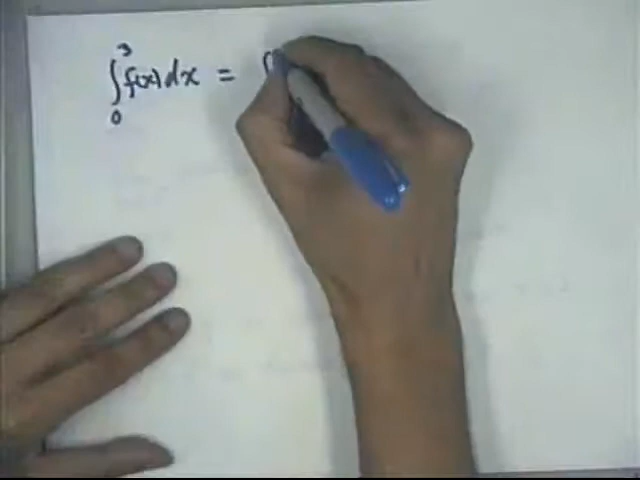 ∫₀³ f(x) dx = ∫